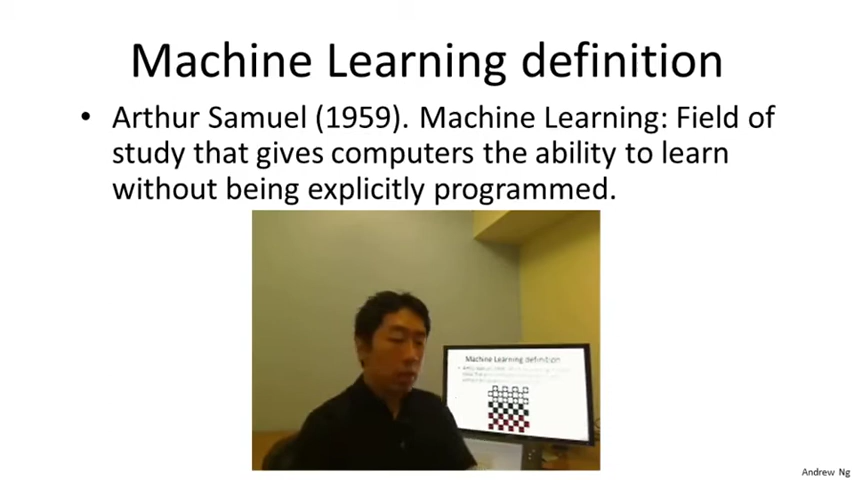 Machine Learning definition
• Arthur Samuel (1959). Machine Learning: Field of
study that gives computers the ability to learn
without being explicitly programmed.
Machine Learning definition
Andrew Ng